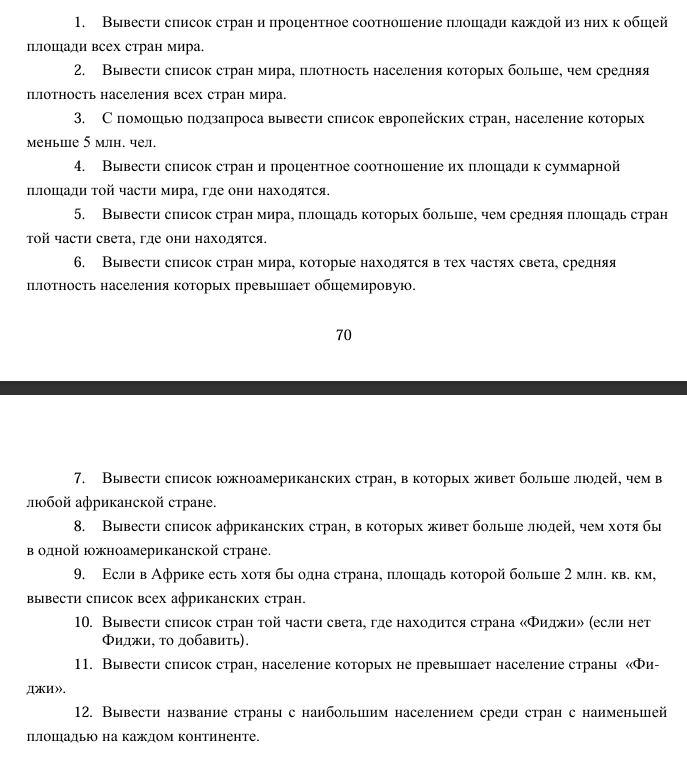 1. Вывести список стран и процентное соотношение площади каждой из них к общей
площади всех стран мира.
2. Вывести список стран мира, плотность населения которых больше, чем средняя
плотность населения всех стран мира.
3. С помощью подзапроса вывести список европейских стран, население которых
меньше 5 млн. чел.
4. Вывести список стран и процентное соотношение их площади к суммарной
площади той части мира, где они находятся.
5. Вывести список стран мира, площадь которых больше, чем средняя площадь стран
той части света, где они находятся.
6. Вывести список стран мира, которые находятся в тех частях света, средняя
плотность населения которых превышает общемировую.
70
7. Вывести список южноамериканских стран, в которых живет больше людей, чем в
любой африканской стране.
8. Вывести список африканских стран, в которых живет больше людей, чем хотя бы
в одной южноамериканской стране.
9. Если в Африке есть хотя бы одна страна, площадь которой больше 2 млн. кв. км,
вывести список всех африканских стран.
10. Вывести список стран той части света, где находится страна «Фиджи» (если нет
Фиджи, то добавить).
11. Вывести список стран, население которых не превышает население страны «Фи-
джи».
12. Вывести название страны с наибольшим населением среди стран с наименьшей
площадью на каждом континенте.